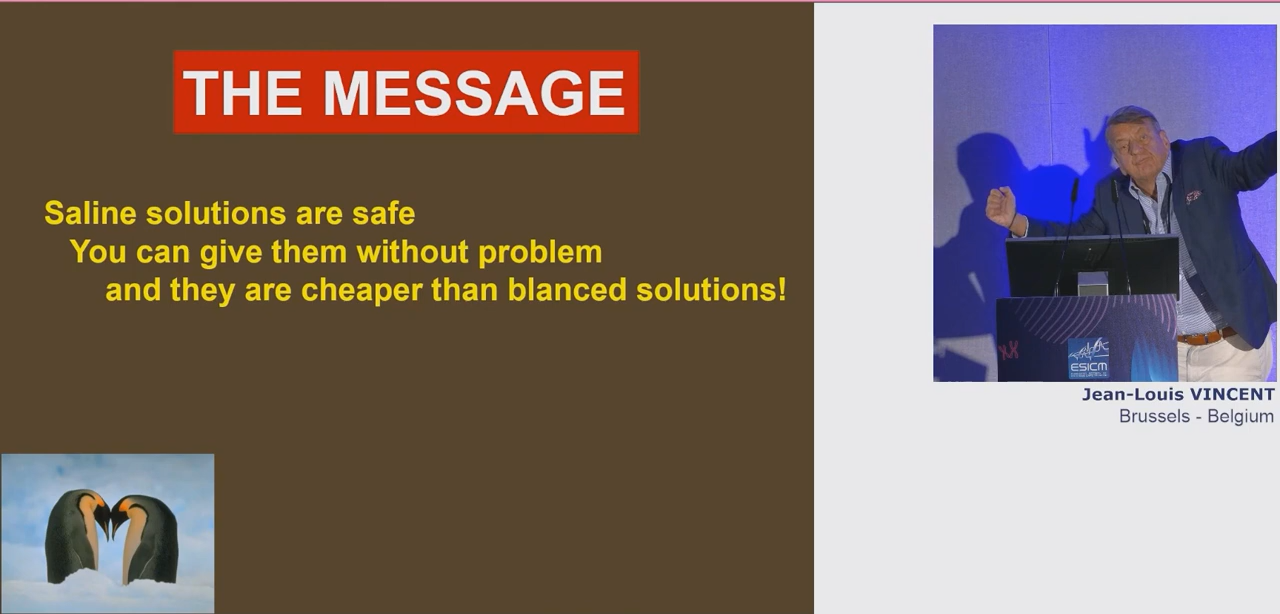 THE MESSAGE
Saline solutions are safe
You can give them without problem
and they are cheaper than blanced solutions!
ESICM
Jean-Louis VINCENT
Brussels - Belgium